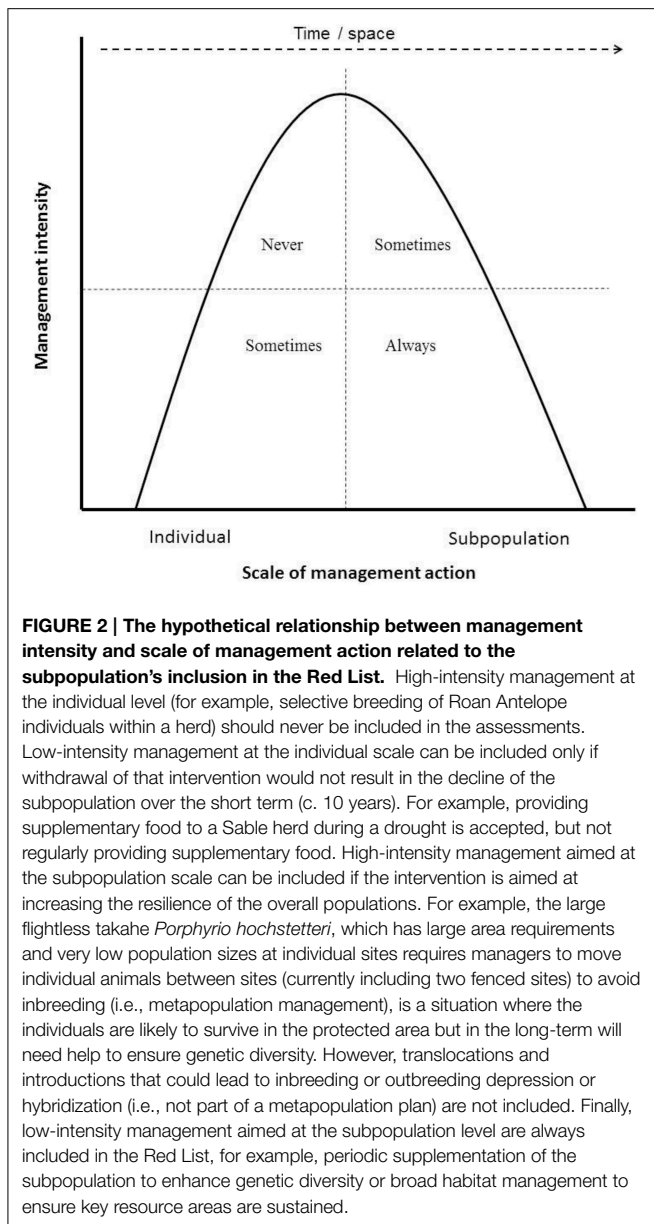 Time / space
Management intensity
Never
Sometimes
Sometimes
Always
Individual
Subpopulation
Scale of management action
FIGURE 2 | The hypothetical relationship between management
intensity and scale of management action related to the
subpopulation's inclusion in the Red List. High-intensity management at
the individual level (for example, selective breeding of Roan Antelope
individuals within a herd) should never be included in the assessments.
Low-intensity management at the individual scale can be included only if
withdrawal of that intervention would not result in the decline of the
subpopulation over the short term (c. 10 years). For example, providing
supplementary food to a Sable herd during a drought is accepted, but not
regularly providing supplementary food. High-intensity management aimed at
the subpopulation scale can be included if the intervention is aimed at
increasing the resilience of the overall populations. For example, the large
flightless takahe Porphyrio hochstetteri, which has large area requirements
and very low population sizes at individual sites requires managers to move
individual animals between sites (currently including two fenced sites) to avoid
inbreeding (i.e., metapopulation management), is a situation where the
individuals are likely to survive in the protected area but in the long-term will
need help to ensure genetic diversity. However, translocations and
introductions that could lead to inbreeding or outbreeding depression or
hybridization (i.e., not part of a metapopulation plan) are not included. Finally,
low-intensity management aimed at the subpopulation level are always
included in the Red List, for example, periodic supplementation of the
subpopulation to enhance genetic diversity or broad habitat management to
ensure key resource areas are sustained.